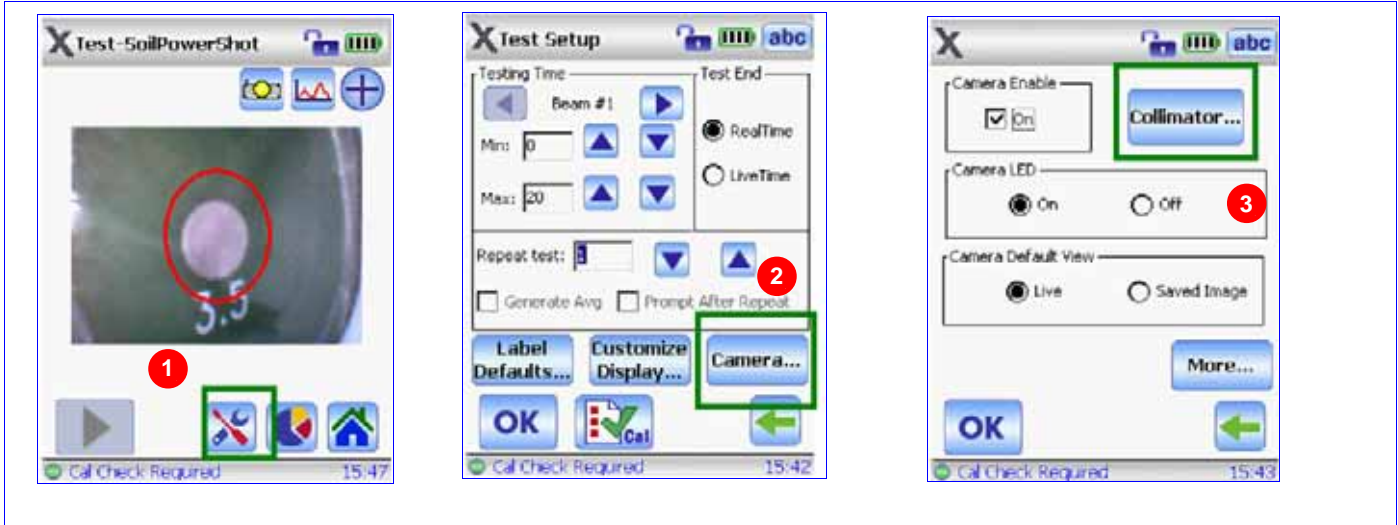 Test-SoilPowerShot
5.5
1
Cal Check Required 15:47
Test Setup abc
Testing Time Test End
Beam #1
Min: 0
RealTime
Max: 20
LiveTime
Repeat test:
2
Generate Avg Prompt After Repeat
Label Defaults... Customize Display... Camera...
OK Cal
Cal Check Required 15:42
abc
Camera Enable
On Collimator...
Camera LED
On Off 3
Camera Default View
Live Saved Image
More...
OK
Cal Check Required 15:43